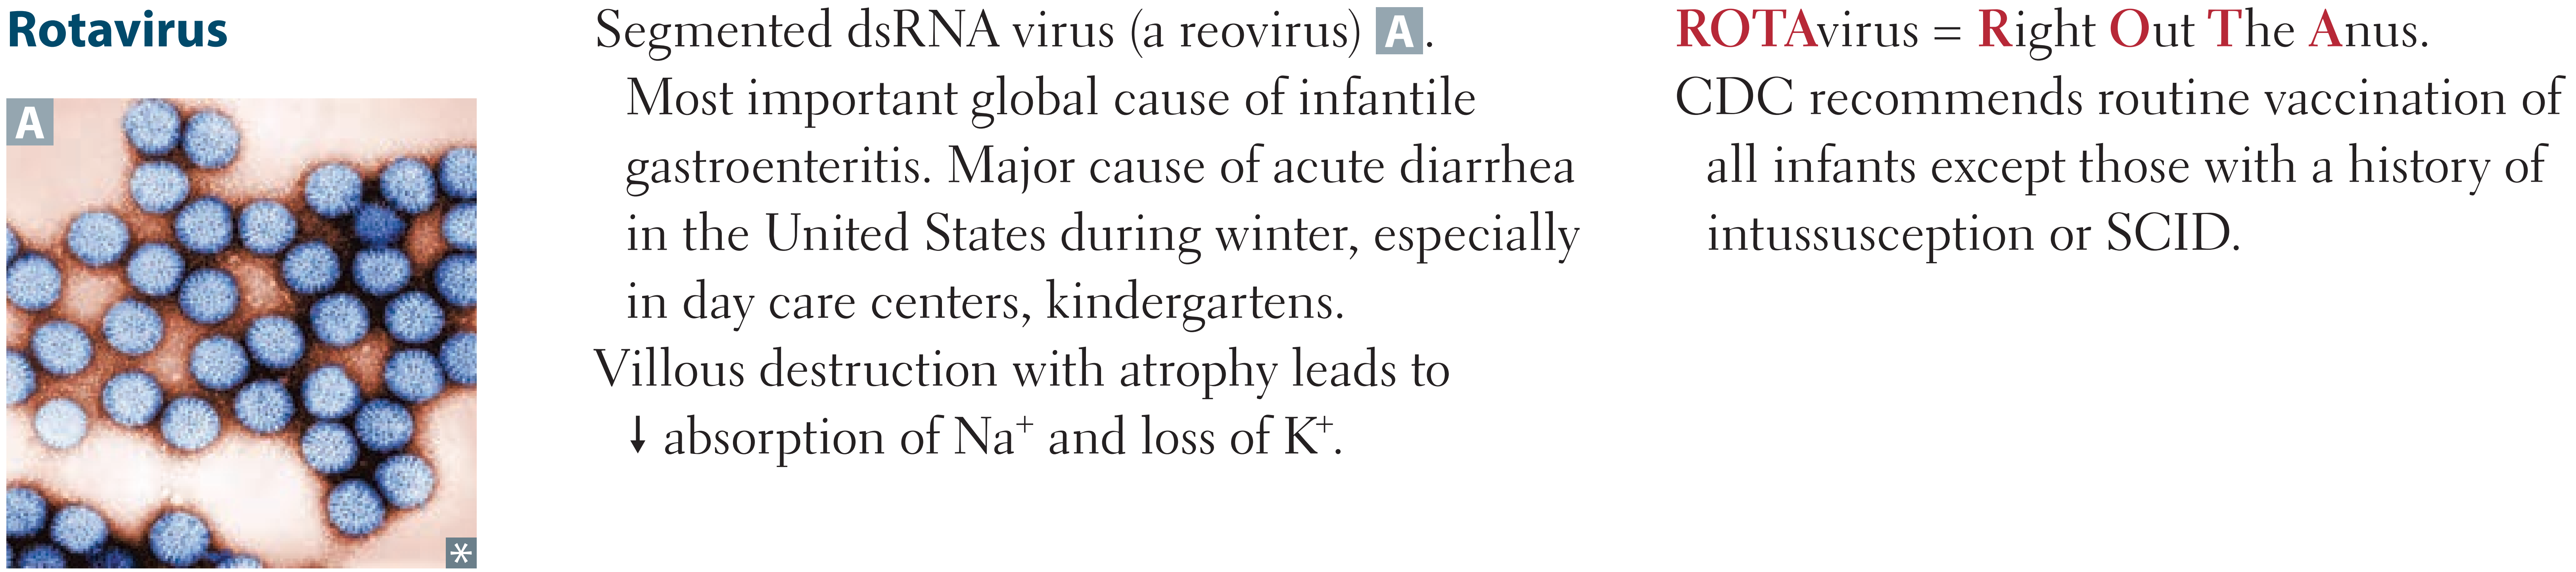 Rotavirus
A
*
Segmented dsRNA virus (a reovirus) A.
Most important global cause of infantile
gastroenteritis. Major cause of acute diarrhea
in the United States during winter, especially
in day care centers, kindergartens.
Villous destruction with atrophy leads to
↓ absorption of Na⁺ and loss of K⁺.
ROTAvirus = Right Out The Anus.
CDC recommends routine vaccination of
all infants except those with a history of
intussusception or SCID.